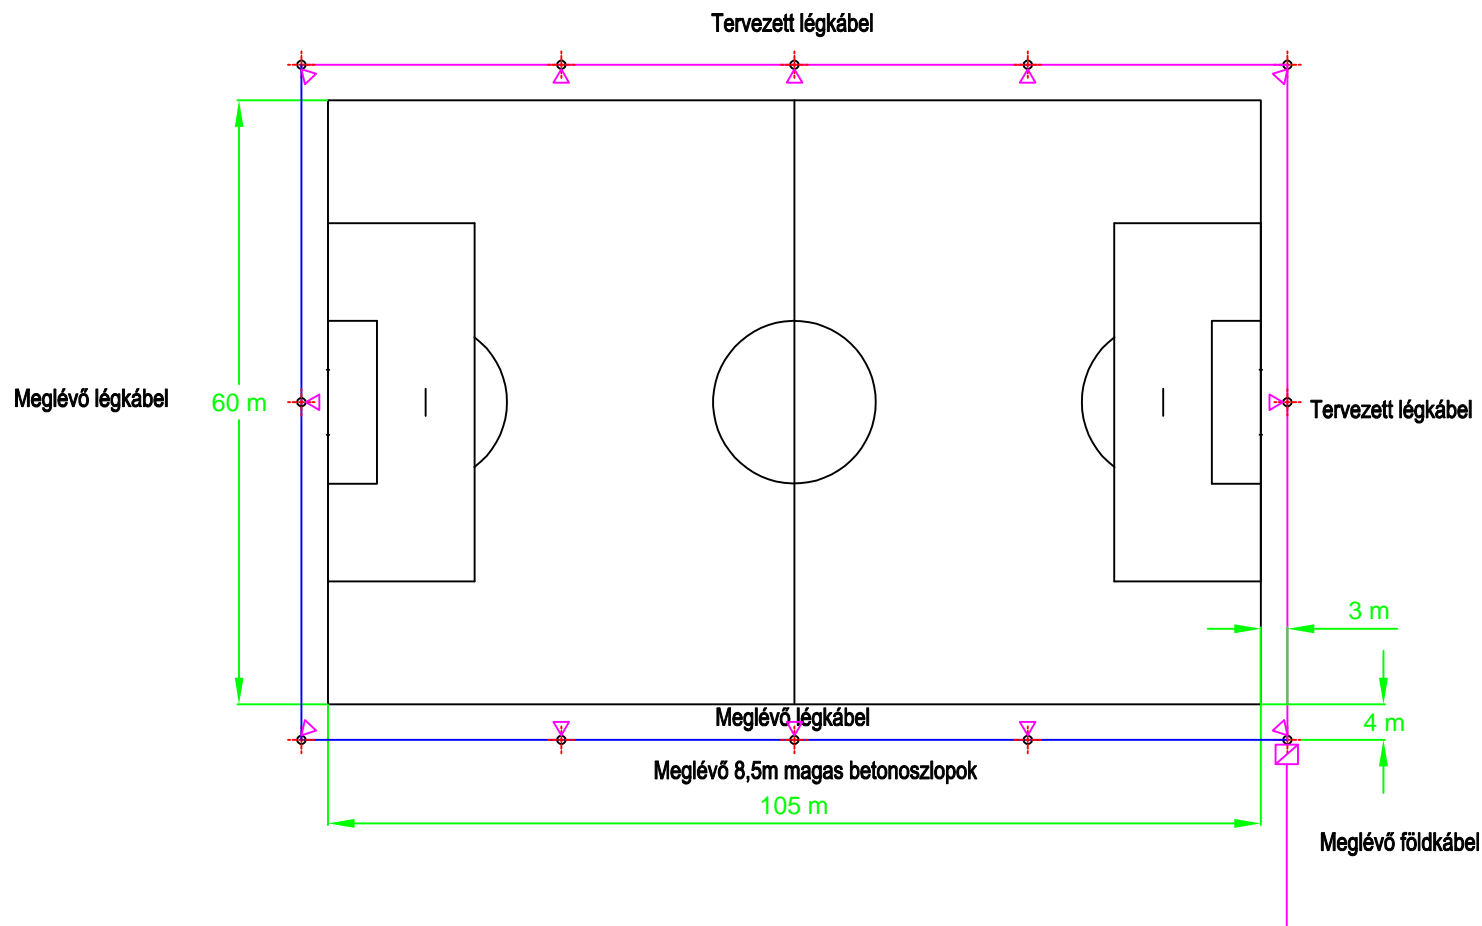 Tervezett légkábel
Meglévő légkábel
60 m
Tervezett légkábel
3 m
Meglévő légkábel
4 m
Meglévő 8,5m magas betonoszlopok
105 m
Meglévő földkábel